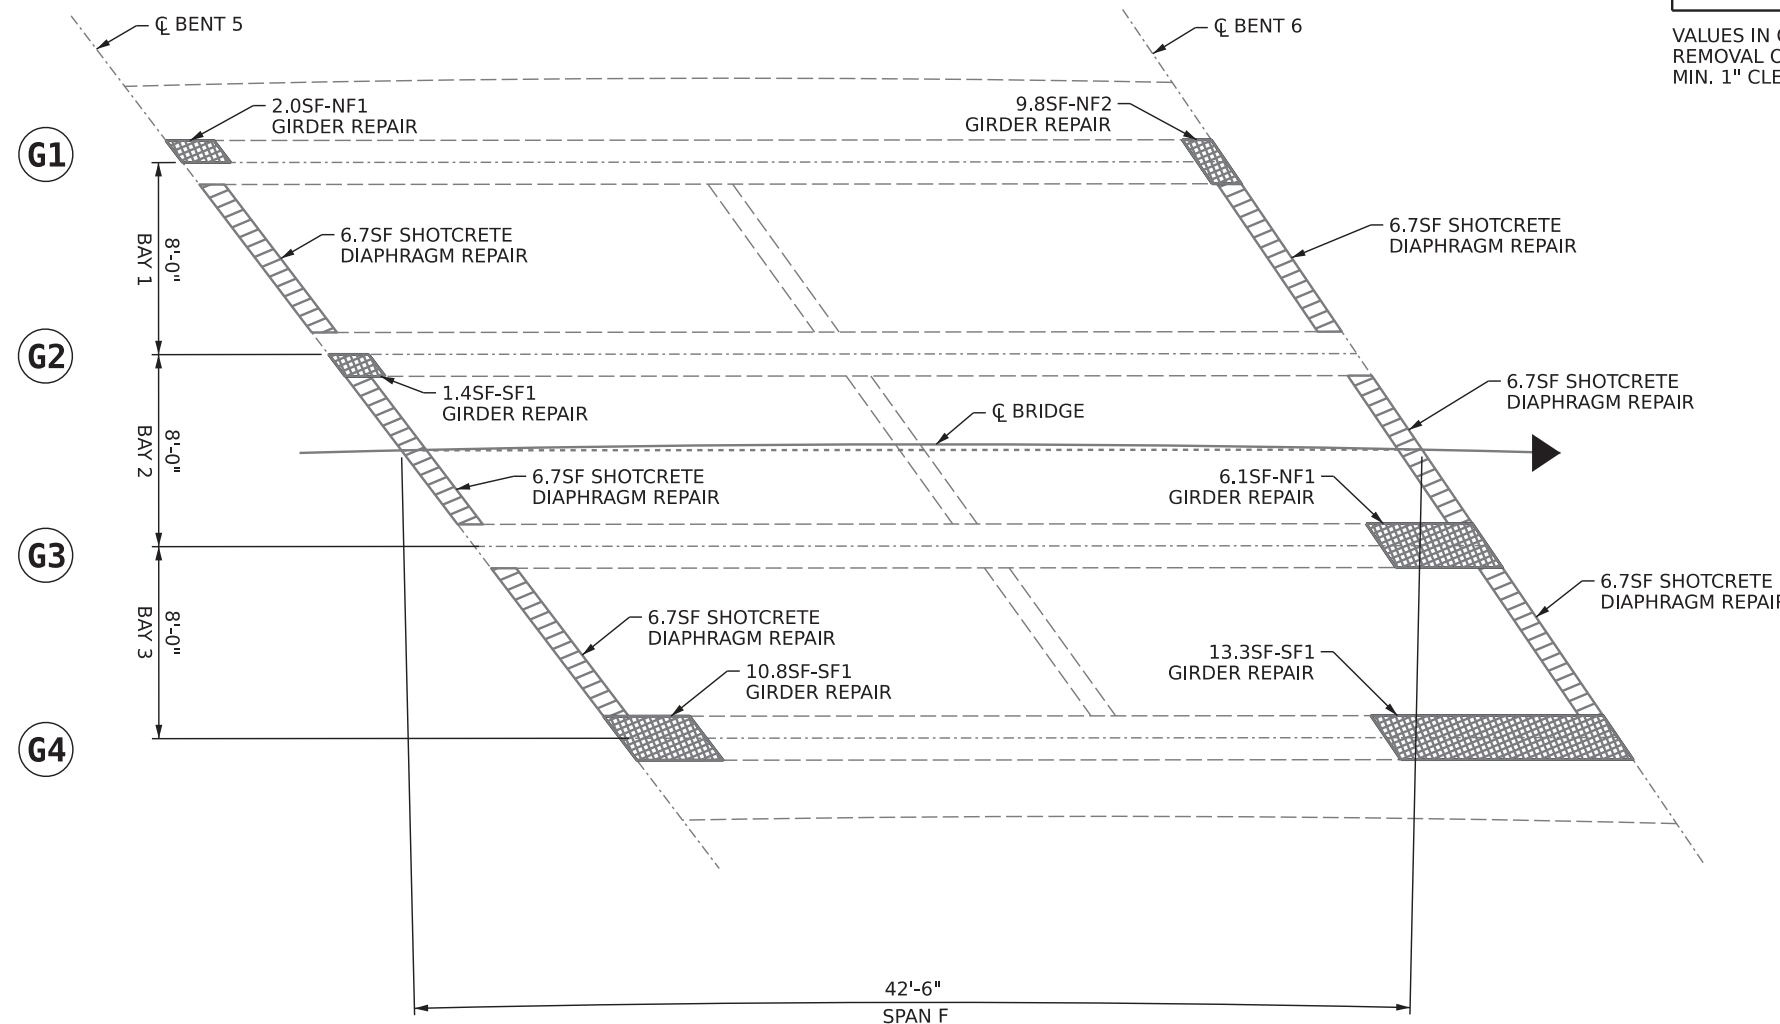 ℄ BENT 5
℄ BENT 6
VALUES IN
REMOVAL
MIN. 1"
2.0SF-NF1
GIRDER REPAIR
9.8SF-NF2
GIRDER REPAIR
G1
6.7SF SHOTCRETE
DIAPHRAGM REPAIR
6.7SF SHOTCRETE
DIAPHRAGM REPAIR
8'-0"
BAY 1
G2
1.4SF-SF1
GIRDER REPAIR
℄ BRIDGE
6.7SF SHOTCRETE
DIAPHRAGM REPAIR
8'-0"
BAY 2
6.7SF SHOTCRETE
DIAPHRAGM REPAIR
6.1SF-NF1
GIRDER REPAIR
G3
6.7SF SHOTCRETE
DIAPHRAGM REPAIR
8'-0"
BAY 3
6.7SF SHOTCRETE
DIAPHRAGM REPAIR
10.8SF-SF1
GIRDER REPAIR
13.3SF-SF1
GIRDER REPAIR
G4
42'-6"
SPAN F